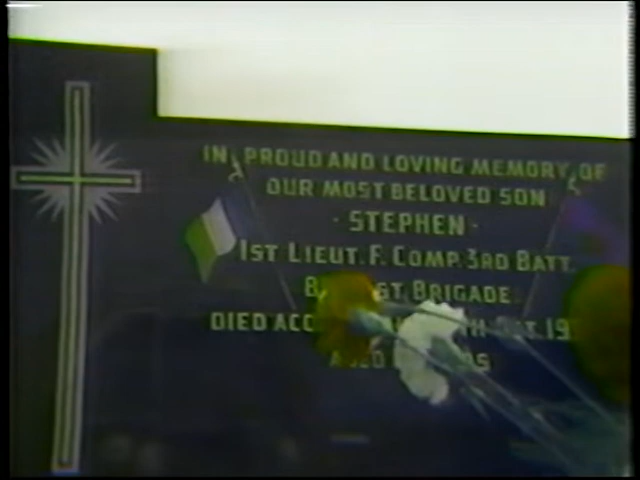 IN PROUD AND LOVING MEMORY OF
OUR MOST BELOVED SON
· STEPHEN ·
1ST LIEUT. F. COMP. 3RD BATT.
BRIGADE
DIED